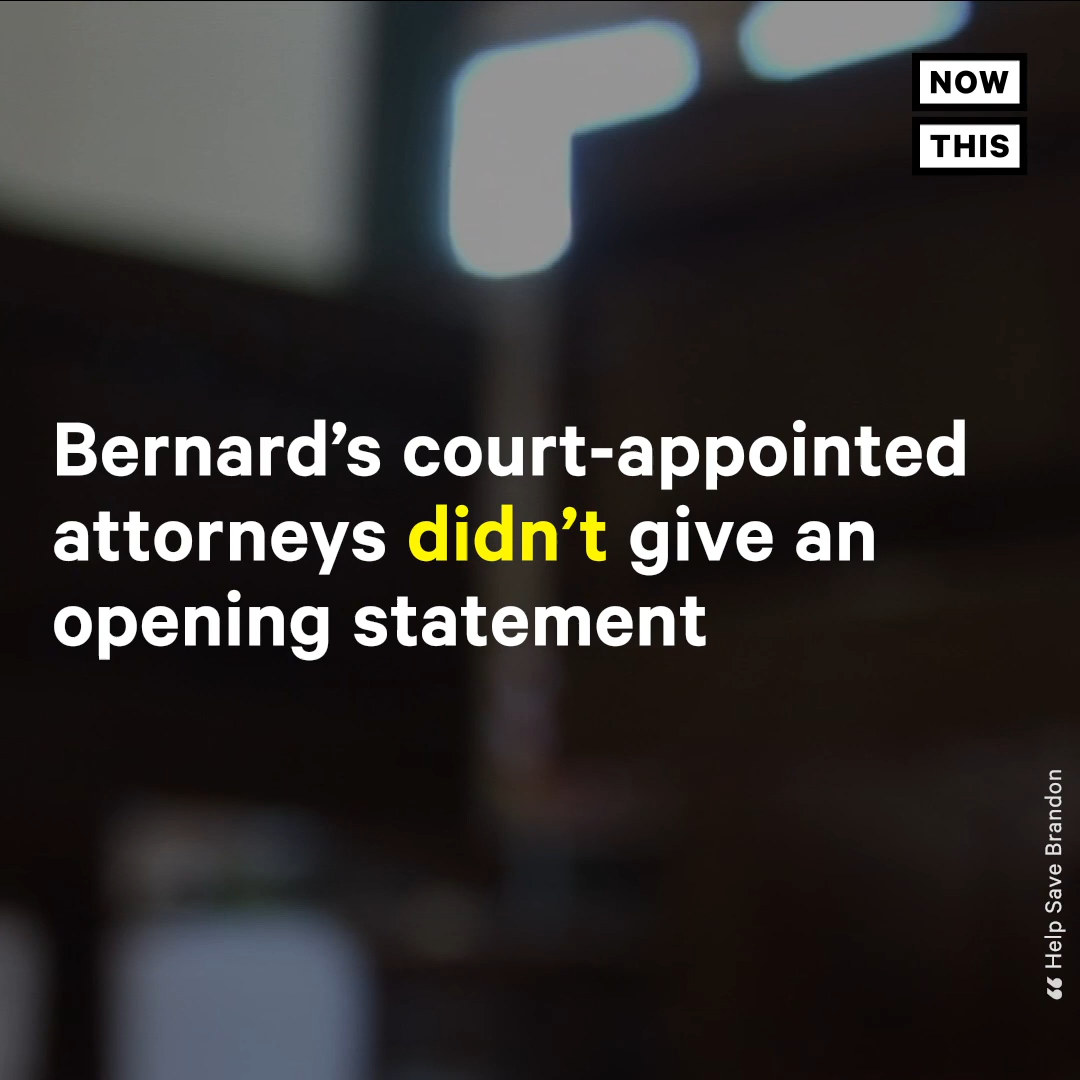 NOW
THIS
Bernard’s court-appointed
attorneys didn’t give an
opening statement
❝ Help Save Brandon